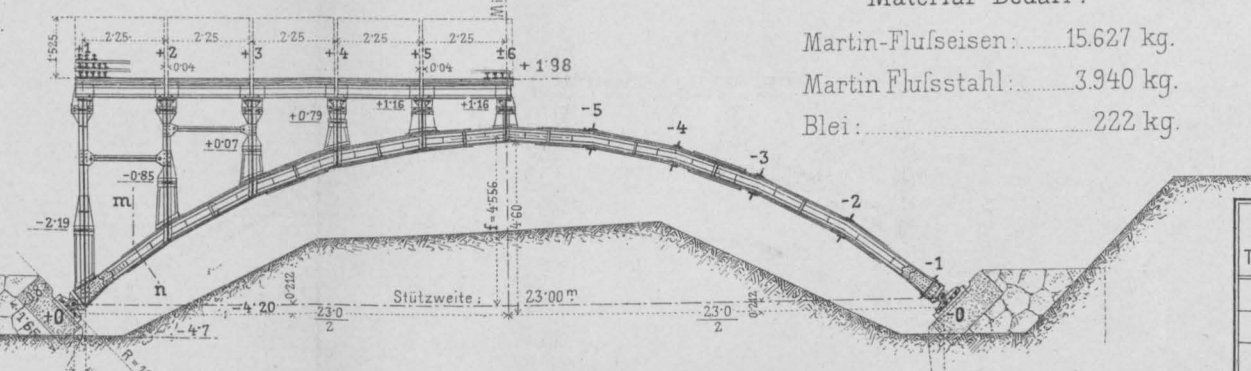 Martin-Fluſseisen: 15.627 kg.
Martin Fluſsstahl: 3.940 kg.
Blei: 222 kg.
2·25 2·25 2·25 2·25 2·25
1·525
+1 +2 +3 +4 +5 ±6
0·04 0·04
+ 1·98
+0·79 +1·16 +1·16
+0·07
-0·85
-2·19
m
n
-5
-4
-3
-2
-1
f = 4·556
4·60
+0
-0
-4·20
-4·7
0·212
0·212
Stützweite: 23·00 m
23·0
2
23·0
2